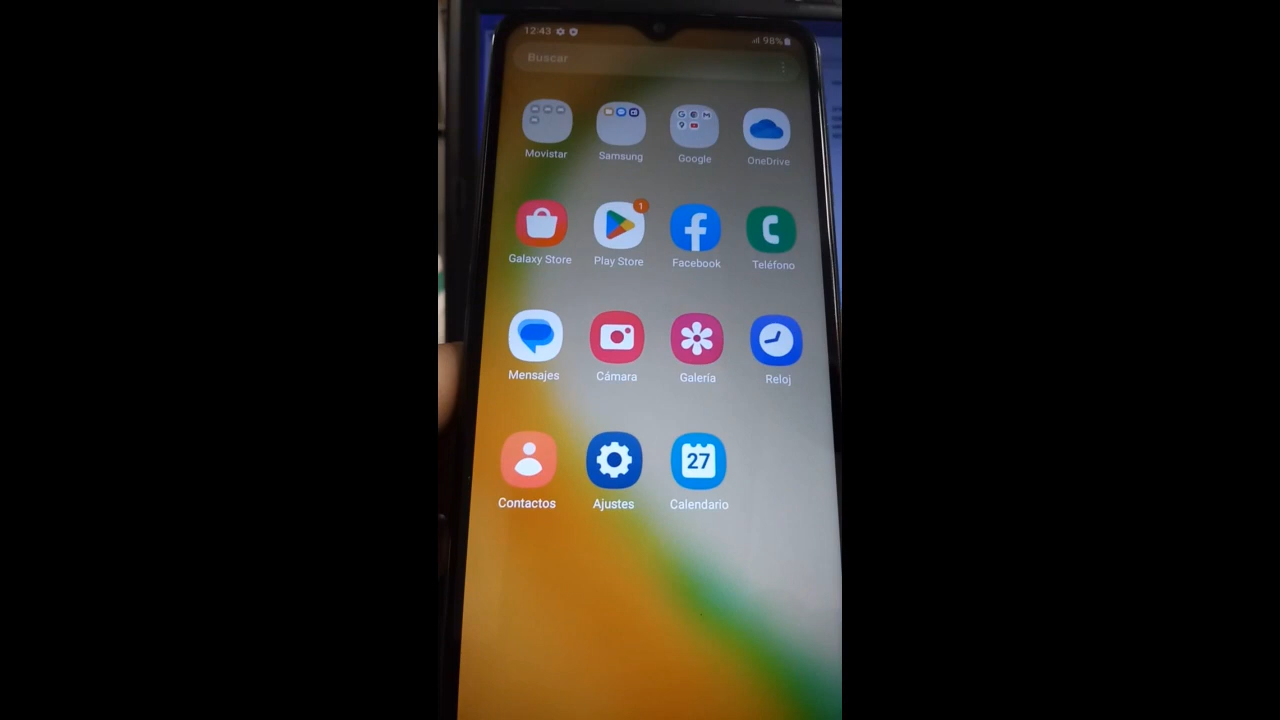 12:43 98%
Buscar
Movistar Samsung Google OneDrive
1
Galaxy Store Play Store Facebook Teléfono
Mensajes Cámara Galería Reloj
27
Contactos Ajustes Calendario